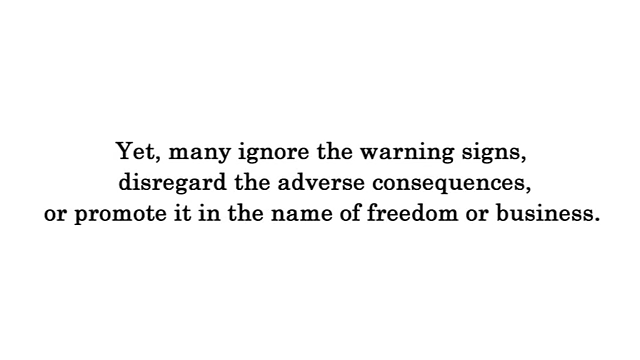 Yet, many ignore the warning signs,
disregard the adverse consequences,
or promote it in the name of freedom or business.